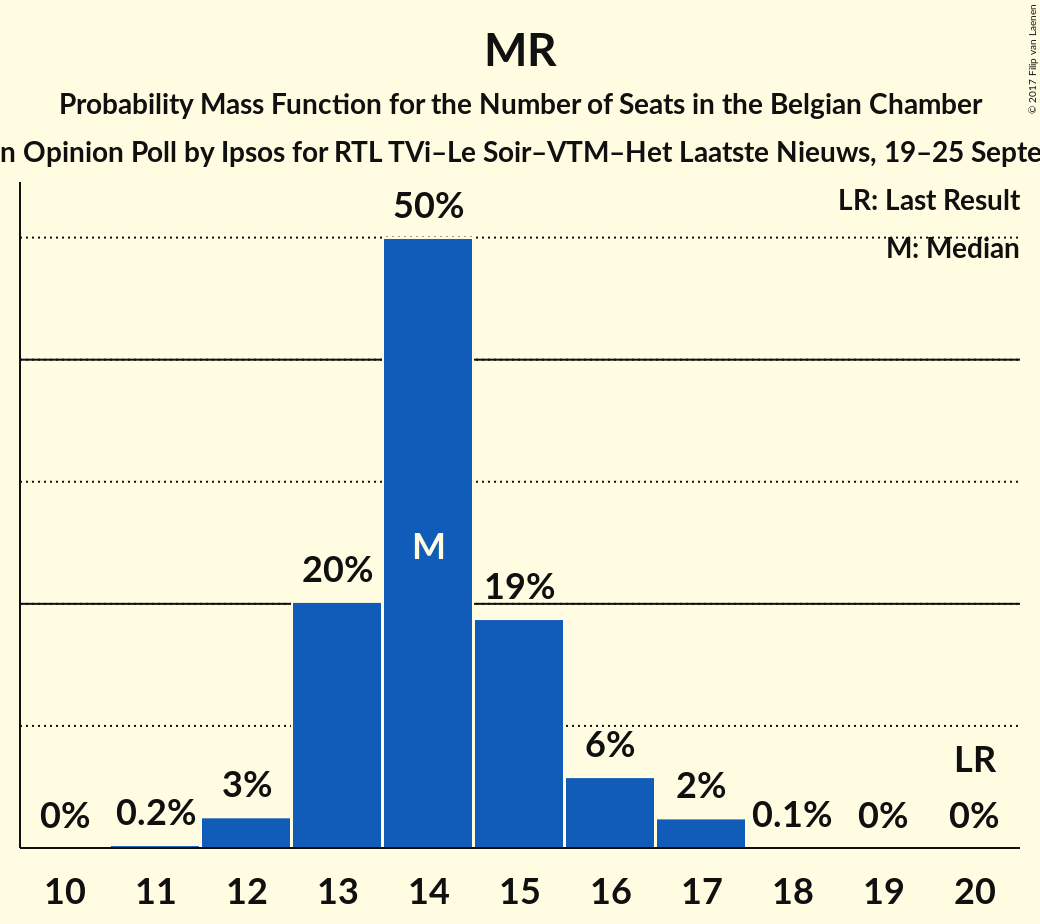 MR
Probability Mass Function for the Number of Seats in the Belgian Chamber
n Opinion Poll by Ipsos for RTL TVi–Le Soir–VTM–Het Laatste Nieuws, 19–25 Septe
© 2017 Filip van Laenen
LR: Last Result
M: Median
50%
M
20%
19%
6%
3%
2%
LR
0%
0.2%
0.1%
0%
0%
10 11 12 13 14 15 16 17 18 19 20